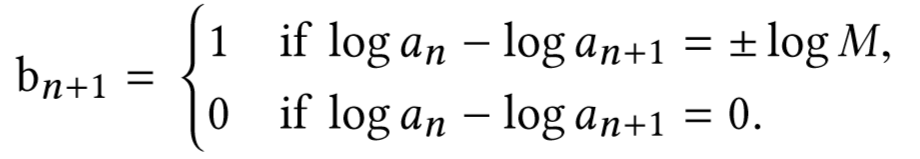 b_{n+1} = { 1 if log a_n − log a_{n+1} = ± log M,
0 if log a_n − log a_{n+1} = 0.